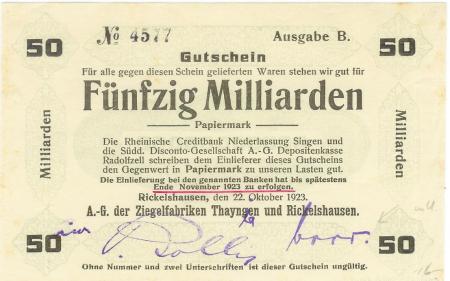 № 4577 Ausgabe B.
50 Gutschein 50
Für alle gegen diesen Schein gelieferten Waren stehen wir gut für
Fünfzig Milliarden
Papiermark
Milliarden
Die Rheinische Creditbank Niederlassung Singen und
die Südd. Disconto-Gesellschaft A.-G. Depositenkasse
Radolfzell schreiben dem Einlieferer dieses Gutscheins
den Gegenwert in Papiermark zu unseren Lasten gut.
Die Einlieferung bei den genannten Banken hat bis spätestens
Ende November 1923 zu erfolgen.
Milliarden
Rickelshausen, den 22. Oktober 1923.
A.-G. der Ziegelfabriken Thayngen und Rickelshausen.
50 50
Ohne Nummer und zwei Unterschriften ist dieser Gutschein ungültig.